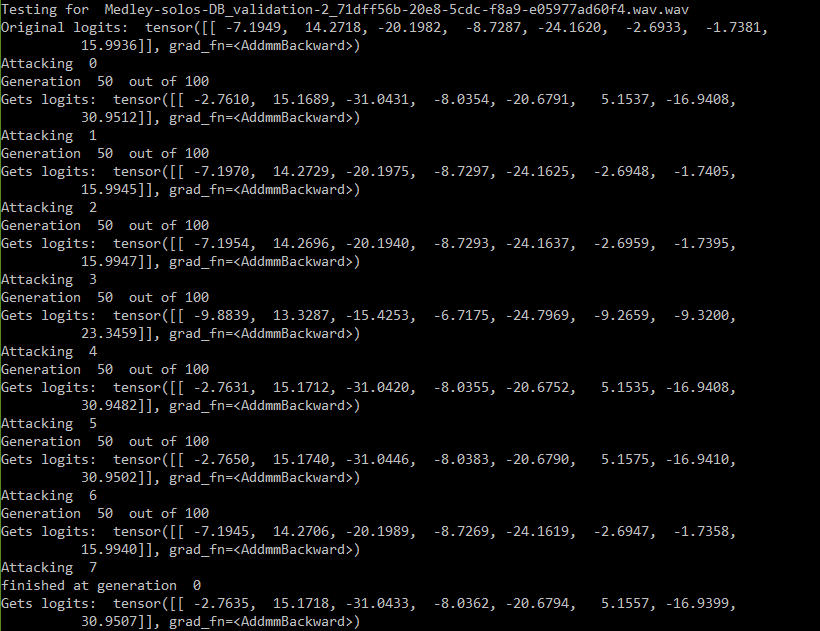 Testing for  Medley-solos-DB_validation-2_71dff56b-20e8-5cdc-f8a9-e05977ad60f4.wav.wav
Original logits:  tensor([[ -7.1949,  14.2718, -20.1982,  -8.7287, -24.1620,  -2.6933,  -1.7381,
          15.9936]], grad_fn=<AddmmBackward>)
Attacking  0
Generation  50  out of 100
Gets logits:  tensor([[ -2.7610,  15.1689, -31.0431,  -8.0354, -20.6791,   5.1537, -16.9408,
          30.9512]], grad_fn=<AddmmBackward>)
Attacking  1
Generation  50  out of 100
Gets logits:  tensor([[ -7.1970,  14.2729, -20.1975,  -8.7297, -24.1625,  -2.6948,  -1.7405,
          15.9945]], grad_fn=<AddmmBackward>)
Attacking  2
Generation  50  out of 100
Gets logits:  tensor([[ -7.1954,  14.2696, -20.1940,  -8.7293, -24.1637,  -2.6959,  -1.7395,
          15.9947]], grad_fn=<AddmmBackward>)
Attacking  3
Generation  50  out of 100
Gets logits:  tensor([[ -9.8839,  13.3287, -15.4253,  -6.7175, -24.7969,  -9.2659,  -9.3200,
          23.3459]], grad_fn=<AddmmBackward>)
Attacking  4
Generation  50  out of 100
Gets logits:  tensor([[ -2.7631,  15.1712, -31.0420,  -8.0355, -20.6752,   5.1535, -16.9408,
          30.9482]], grad_fn=<AddmmBackward>)
Attacking  5
Generation  50  out of 100
Gets logits:  tensor([[ -2.7650,  15.1740, -31.0446,  -8.0383, -20.6790,   5.1575, -16.9410,
          30.9502]], grad_fn=<AddmmBackward>)
Attacking  6
Generation  50  out of 100
Gets logits:  tensor([[ -7.1945,  14.2706, -20.1989,  -8.7269, -24.1619,  -2.6947,  -1.7358,
          15.9940]], grad_fn=<AddmmBackward>)
Attacking  7
finished at generation  0
Gets logits:  tensor([[ -2.7635,  15.1718, -31.0433,  -8.0362, -20.6794,   5.1557, -16.9399,
          30.9507]], grad_fn=<AddmmBackward>)